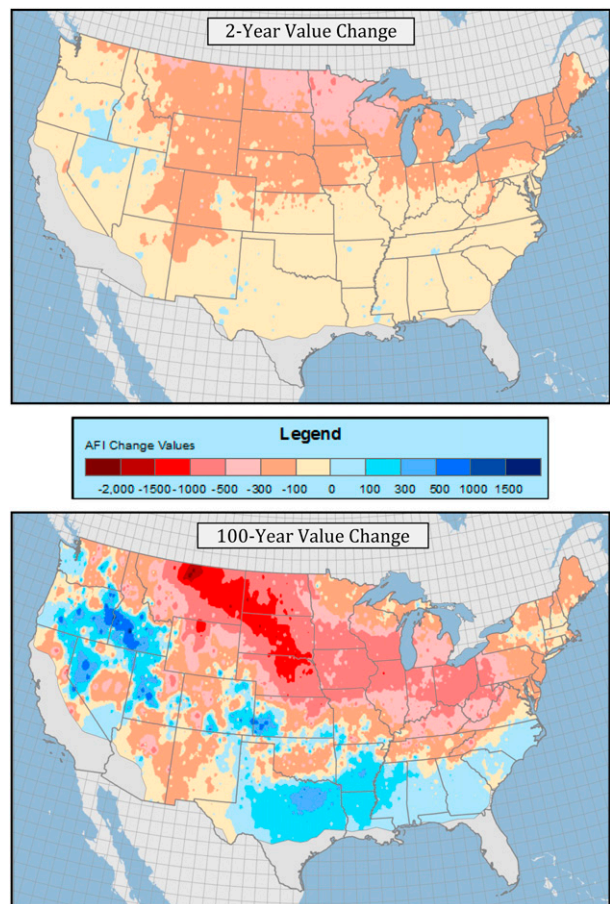 2-Year Value Change
Legend
AFI Change Values
-2,000 -1500 -1000 -500 -300 -100 0 100 300 500 1000 1500
100-Year Value Change